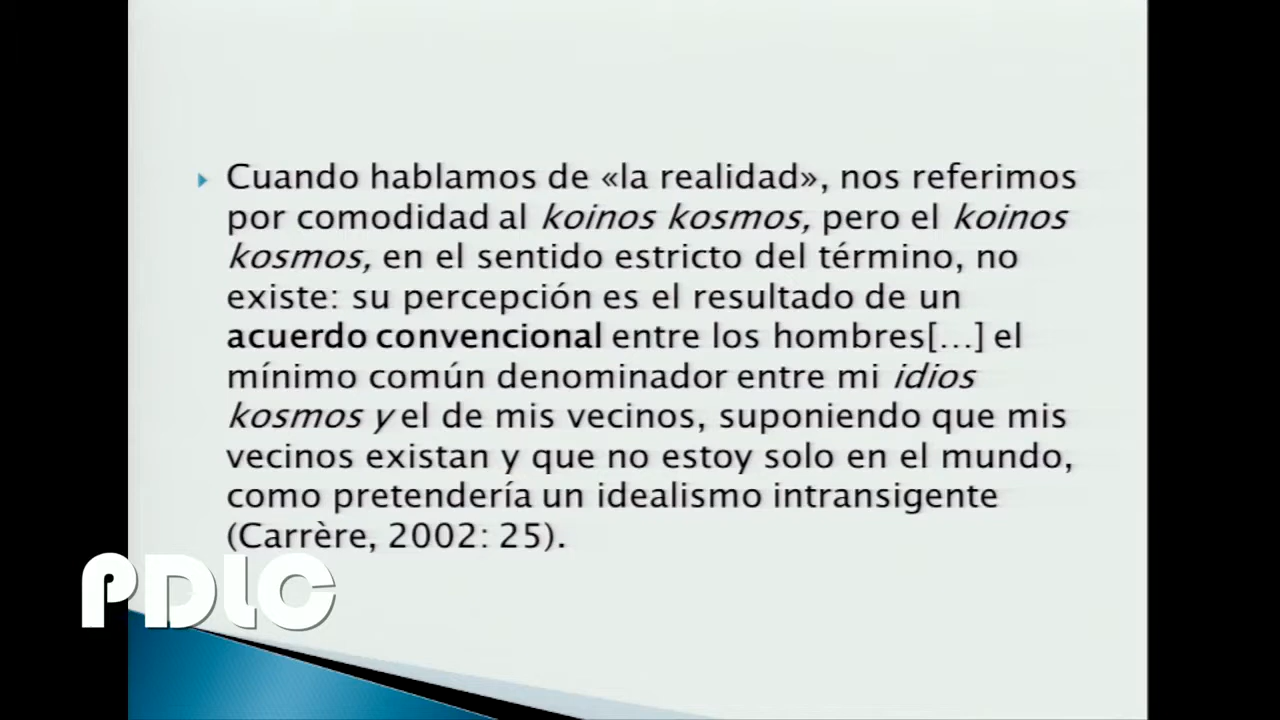 Cuando hablamos de «la realidad», nos referimos
por comodidad al koinos kosmos, pero el koinos
kosmos, en el sentido estricto del término, no
existe: su percepción es el resultado de un
acuerdo convencional entre los hombres[...] el
mínimo común denominador entre mi idios
kosmos y el de mis vecinos, suponiendo que mis
vecinos existan y que no estoy solo en el mundo,
como pretendería un idealismo intransigente
(Carrère, 2002: 25).
PDLC